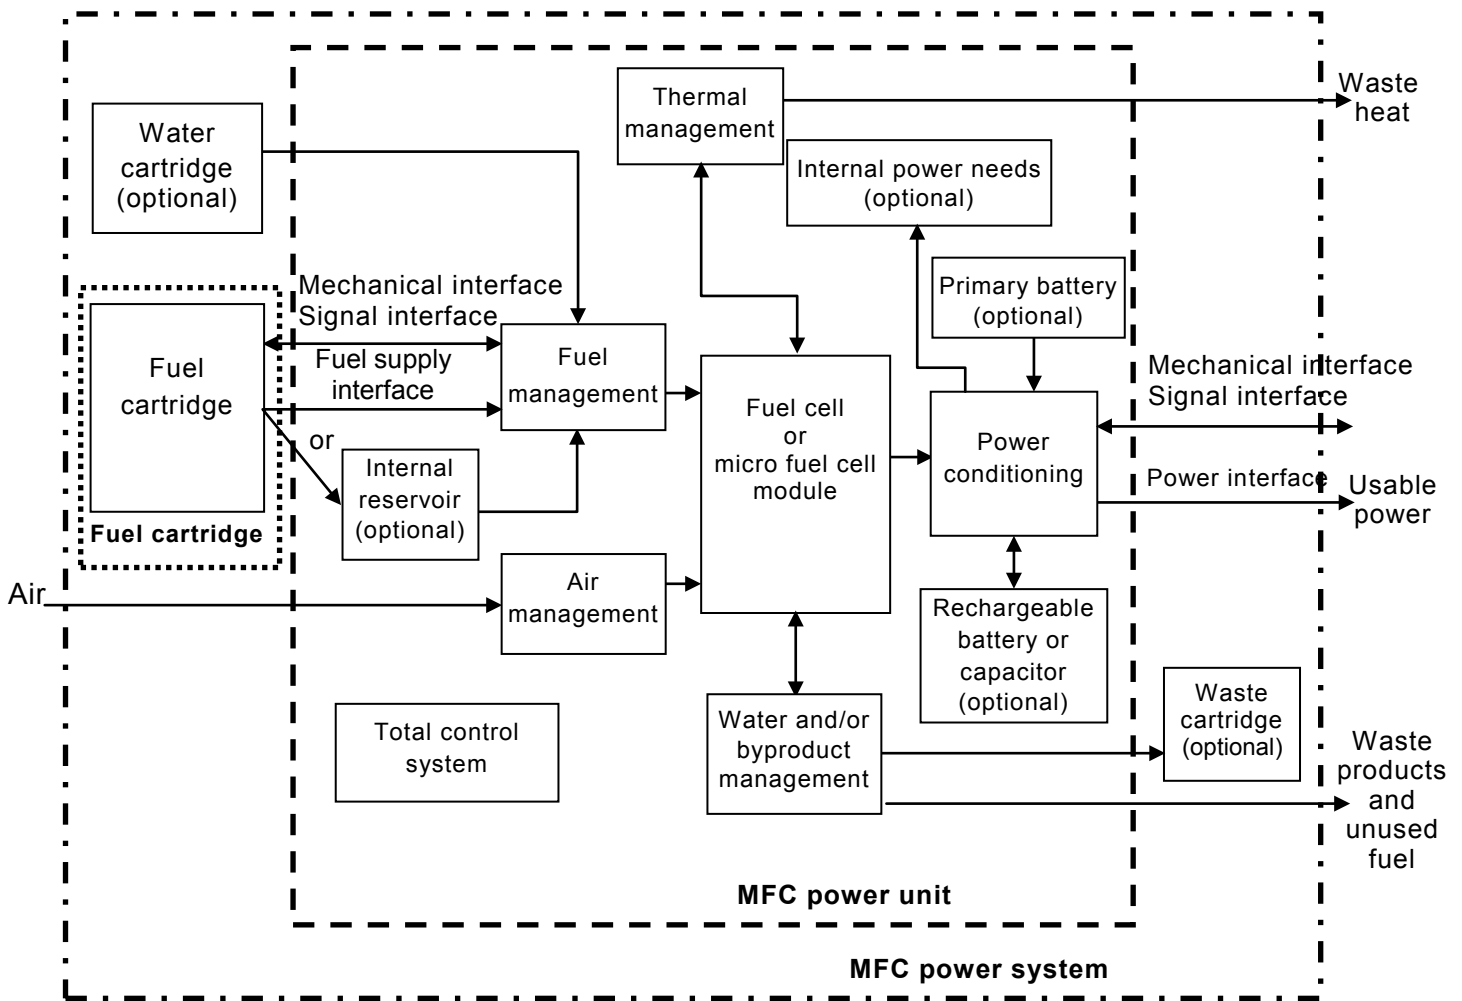 Waste
heat
Thermal
management
Water
cartridge
(optional)
Internal power needs
(optional)
Mechanical interface
Signal interface
Primary battery
(optional)
Fuel
cartridge
Fuel supply
interface
Fuel
management
Fuel cell
or
micro fuel cell
module
Mechanical interface
Signal interface
Power
conditioning
or
Internal
reservoir
(optional)
Power interface
Usable
power
Fuel cartridge
Air
Air
management
Rechargeable
battery or
capacitor
(optional)
Total control
system
Water and/or
byproduct
management
Waste
cartridge
(optional)
Waste
products
and
unused
fuel
MFC power unit
MFC power system